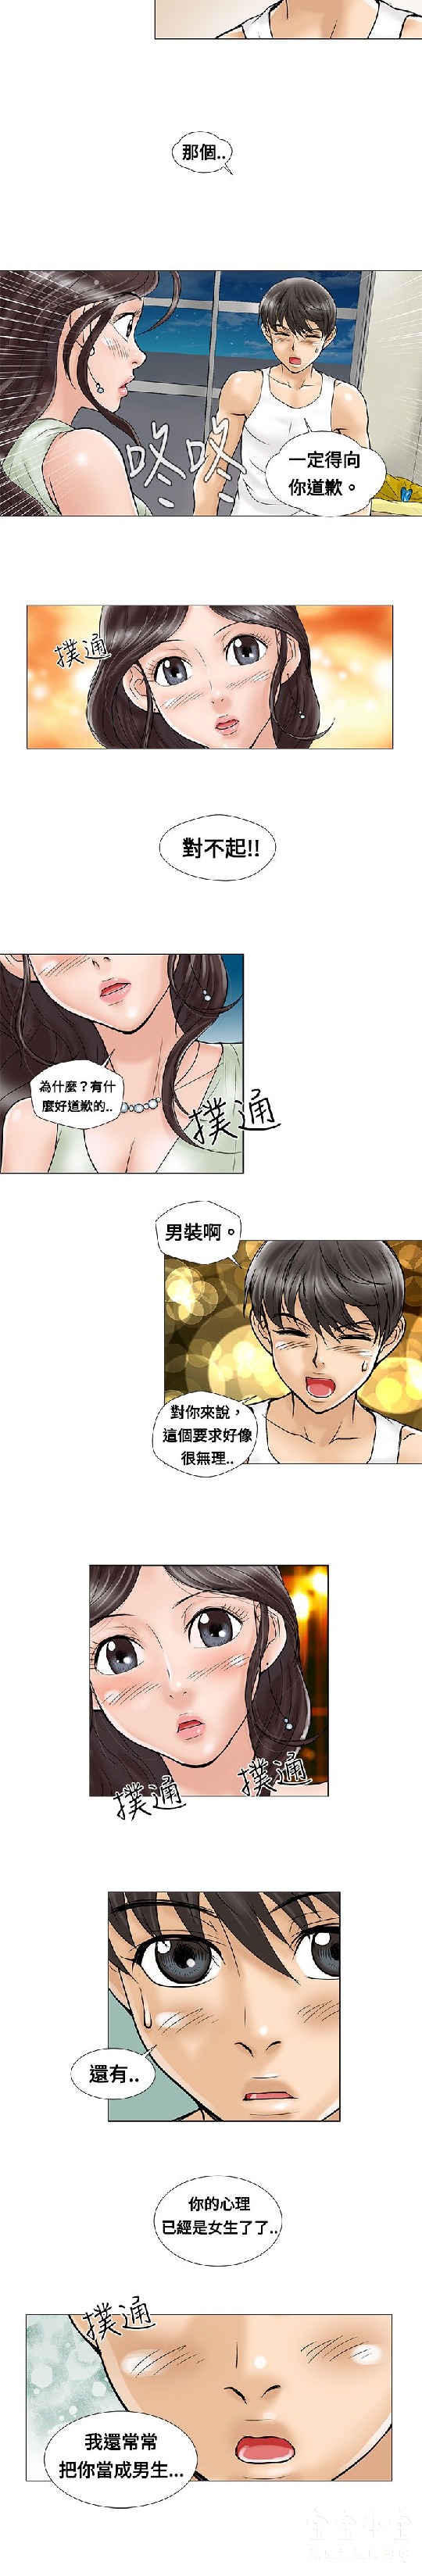 那個..
咚咚
一定得向
你道歉。
撲通
對不起!!
為什麼？有什
麼好道歉的..
撲通
男裝啊。
對你來說，
這個要求好像
很無理..
撲通
撲通
還有..
你的心理
已經是女生了了..
撲通
我還常常
把你當成男生...